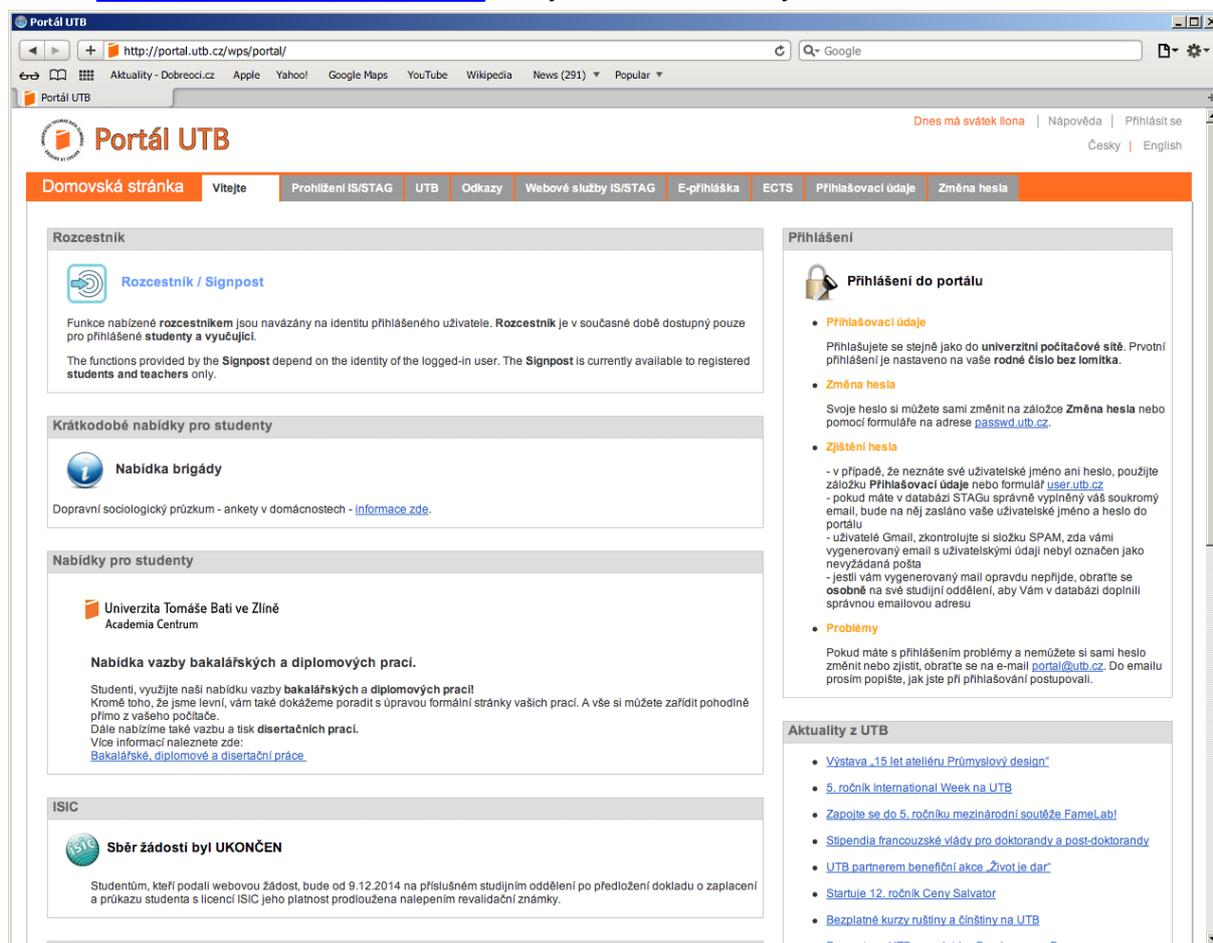 Portál UTB
http://portal.utb.cz/wps/portal/
Google
Aktuality - Dobreoci.cz Apple Yahoo! Google Maps YouTube Wikipedia News (291) Popular
Portál UTB
Dnes má svátek Ilona | Nápověda | Přihlásit se
Portál UTB
Česky | English
Domovská stránka Vítejte Prohlížení IS/STAG UTB Odkazy Webové služby IS/STAG E-přihláška ECTS Přihlašovací údaje Změna hesla
Rozcestník
Rozcestník / Signpost
Funkce nabízené rozcestníkem jsou navázány na identitu přihlášeného uživatele. Rozcestník je v současné době dostupný pouze
pro přihlášené studenty a vyučující.
The functions provided by the Signpost depend on the identity of the logged-in user. The Signpost is currently available to registered
students and teachers only.
Krátkodobé nabídky pro studenty
Nabídka brigády
Dopravní sociologický průzkum - ankety v domácnostech - informace zde.
Nabídky pro studenty
Univerzita Tomáše Bati ve Zlíně
Academia Centrum
Nabídka vazby bakalářských a diplomových prací.
Studenti, využijte naši nabídku vazby bakalářských a diplomových prací!
Kromě toho, že jsme levní, vám také dokážeme poradit s úpravou formální stránky vašich prací. A vše si můžete zařídit pohodlně
přímo z vašeho počítače.
Dále nabízíme také vazbu a tisk disertačních prací.
Více informací naleznete zde:
Bakalářské, diplomové a disertační práce
ISIC
isic
Sběr žádostí byl UKONČEN
Studentům, kteří podali webovou žádost, bude od 9.12.2014 na příslušném studijním oddělení po předložení dokladu o zaplacení
a průkazu studenta s licencí ISIC jeho platnost prodloužena nalepením revalidační známky.
Přihlášení
Přihlášení do portálu
• Přihlašovací údaje
Přihlašujete se stejně jako do univerzitní počítačové sítě. Prvotní
přihlášení je nastaveno na vaše rodné číslo bez lomítka.
• Změna hesla
Svoje heslo si můžete sami změnit na záložce Změna hesla nebo
pomocí formuláře na adrese passwd.utb.cz.
• Zjištění hesla
- v případě, že neznáte své uživatelské jméno ani heslo, použijte
záložku Přihlašovací údaje nebo formulář user.utb.cz
- pokud máte v databázi STAGu správně vyplněný váš soukromý
email, bude na něj zasláno vaše uživatelské jméno a heslo do
portálu
- uživatelé Gmail, zkontrolujte si složku SPAM, zda vámi
vygenerovaný email s uživatelskými údaji nebyl označen jako
nevyžádaná pošta
- jestli vám vygenerovaný mail opravdu nepřijde, obraťte se
osobně na své studijní oddělení, aby Vám v databázi doplnili
správnou emailovou adresu
• Problémy
Pokud máte s přihlášením problémy a nemůžete si sami heslo
změnit nebo zjistit, obraťte se na e-mail portal@utb.cz. Do emailu
prosím popište, jak jste při přihlašování postupovali.
Aktuality z UTB
• Výstava „15 let ateliéru Průmyslový design“
• 5. ročník International Week na UTB
• Zapojte se do 5. ročníku mezinárodní soutěže FameLab!
• Stipendia francouzské vlády pro doktorandy a post-doktorandy
• UTB partnerem benefiční akce „Život je dar“
• Startuje 12. ročník Ceny Salvator
• Bezplatné kurzy ruštiny a čínštiny na UTB